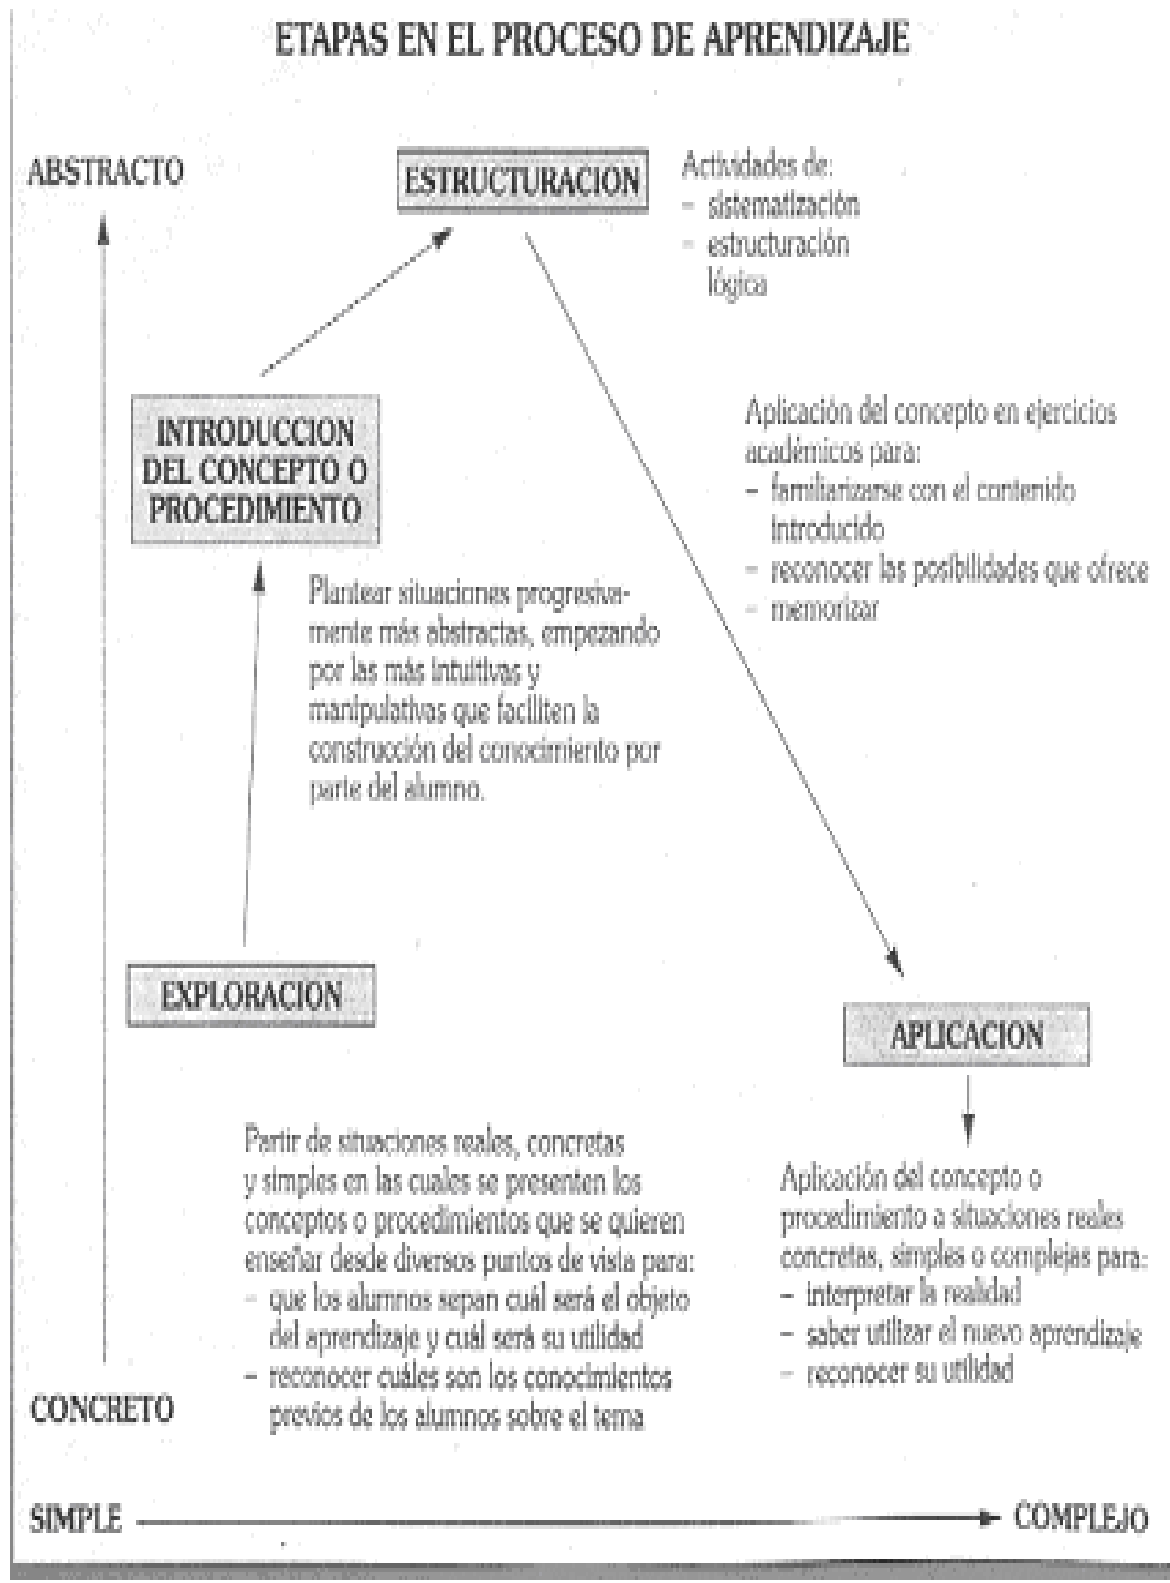 ETAPAS EN EL PROCESO DE APRENDIZAJE
ABSTRACTO
ESTRUCTURACION
Actividades de:
– sistematización
– estructuración
lógica
INTRODUCCION
DEL CONCEPTO O
PROCEDIMIENTO
Aplicación del concepto en ejercicios
académicos para:
– familiarizarse con el contenido
introducido
– reconocer las posibilidades que ofrece
– memorizar
Plantear situaciones progresiva-
mente más abstractas, empezando
por las más intuitivas y
manipulativas que faciliten la
construcción del conocimiento por
parte del alumno.
EXPLORACION
APLICACION
Partir de situaciones reales, concretas
y simples en las cuales se presenten los
conceptos o procedimientos que se quieren
enseñar desde diversos puntos de vista para:
– que los alumnos sepan cuál será el objeto
del aprendizaje y cuál será su utilidad
– reconocer cuáles son los conocimientos
previos de los alumnos sobre el tema
Aplicación del concepto o
procedimiento a situaciones reales
concretas, simples o complejas para:
– interpretar la realidad
– saber utilizar el nuevo aprendizaje
– reconocer su utilidad
CONCRETO
SIMPLE
COMPLEJO